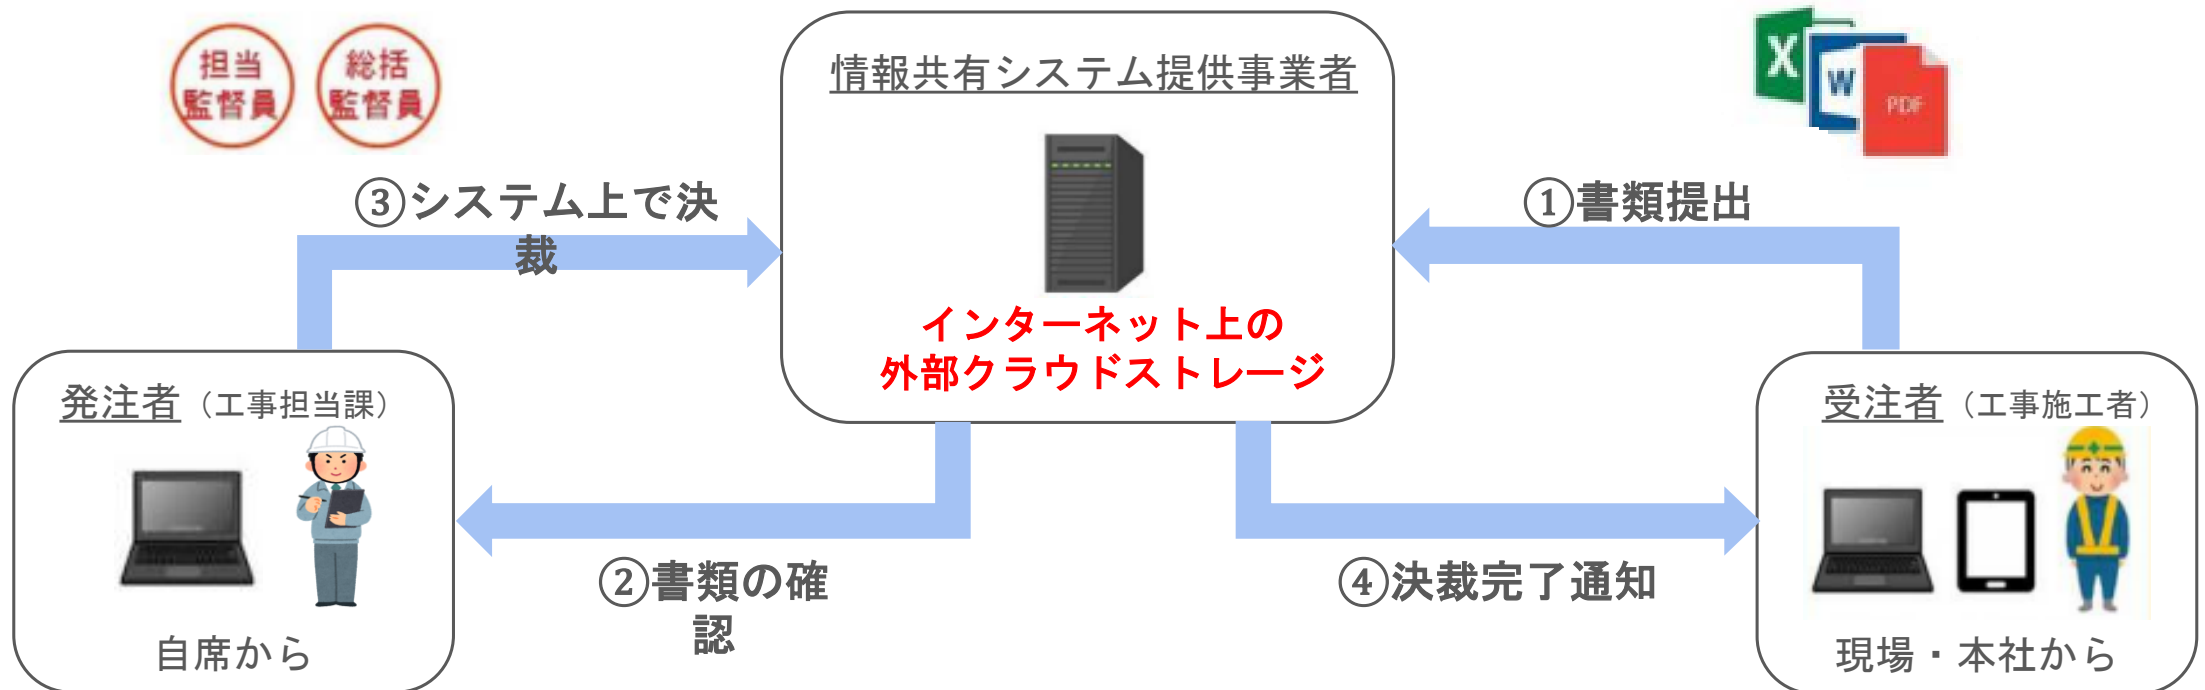 担当
監督員
総括
監督員
情報共有システム提供事業者
X
W
PDF
③システム上で決
裁
①書類提出
インターネット上の
外部クラウドストレージ
発注者（工事担当課）
自席から
②書類の確
認
④決裁完了通知
受注者（工事施工者）
現場・本社から